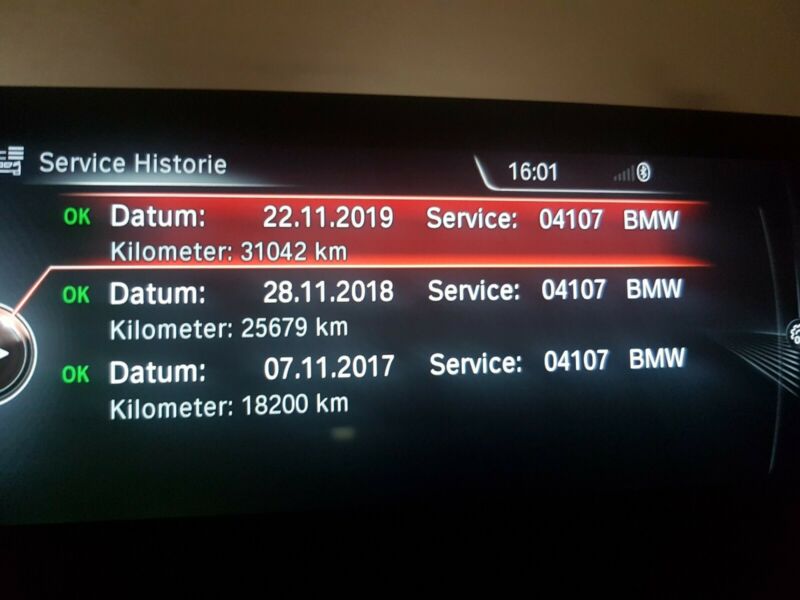 Service Historie 16:01
OK Datum: 22.11.2019 Service: 04107 BMW
Kilometer: 31042 km
OK Datum: 28.11.2018 Service: 04107 BMW
Kilometer: 25679 km
OK Datum: 07.11.2017 Service: 04107 BMW
Kilometer: 18200 km